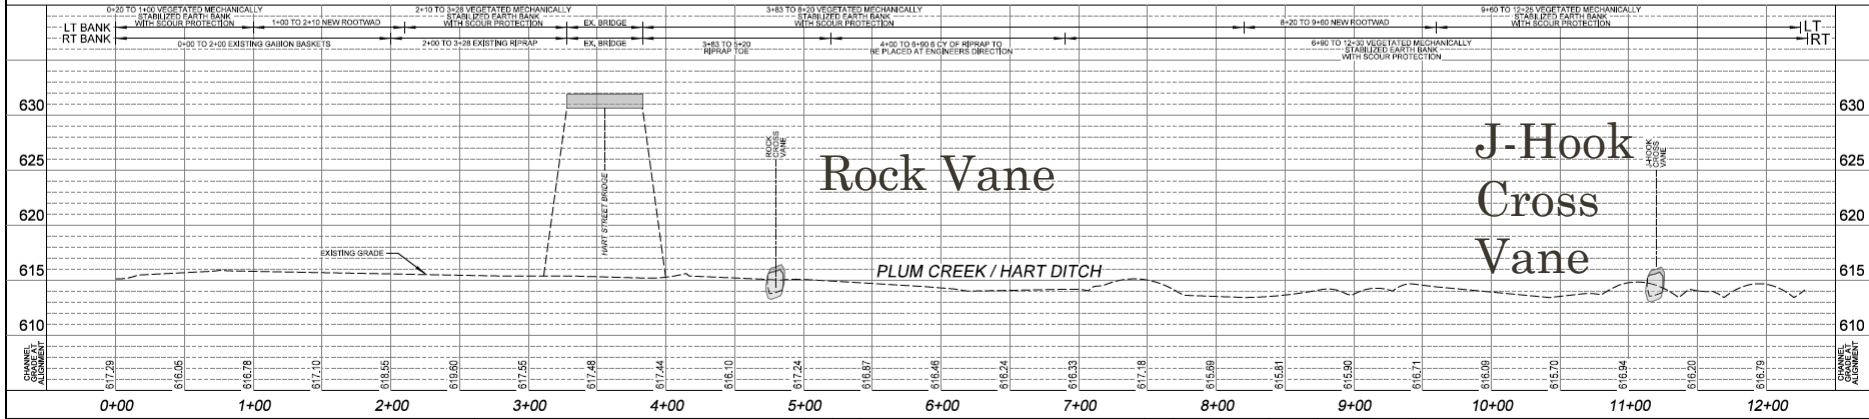 0+20 TO 1+00 VEGETATED MECHANICALLY
STABILIZED EARTH BANK
WITH SCOUR PROTECTION
1+00 TO 2+10 NEW ROOTWAD
2+10 TO 3+28 VEGETATED MECHANICALLY
STABILIZED EARTH BANK
WITH SCOUR PROTECTION
EX. BRIDGE
3+83 TO 8+20 VEGETATED MECHANICALLY
STABILIZED EARTH BANK
WITH SCOUR PROTECTION
8+20 TO 9+60 NEW ROOTWAD
9+60 TO 12+25 VEGETATED MECHANICALLY
STABILIZED EARTH BANK
WITH SCOUR PROTECTION
LT BANK
LT
RT BANK
RT
0+00 TO 2+00 EXISTING GABION BASKETS
2+00 TO 3+28 EXISTING RIPRAP
EX. BRIDGE
3+83 TO 5+20
RIPRAP TOE
4+00 TO 6+90 6 CY OF RIPRAP TO
BE PLACED AT ENGINEERS DIRECTION
6+90 TO 12+30 VEGETATED MECHANICALLY
STABILIZED EARTH BANK
WITH SCOUR PROTECTION
630
630
625
625
620
620
615
615
610
610
HART STREET BRIDGE
ROCK
CROSS
VANE
Rock Vane
J-Hook
Cross
Vane
J-HOOK
CROSS
VANE
EXISTING GRADE
PLUM CREEK / HART DITCH
CHANNEL
GRADE AT
ALIGNMENT
617.29
616.05
616.78
617.10
618.55
619.60
617.55
617.48
617.44
616.10
617.24
616.87
616.46
616.24
616.33
617.18
615.69
615.81
615.90
616.71
616.09
615.70
616.94
616.20
616.79
CHANNEL
GRADE AT
ALIGNMENT
0+00
1+00
2+00
3+00
4+00
5+00
6+00
7+00
8+00
9+00
10+00
11+00
12+00